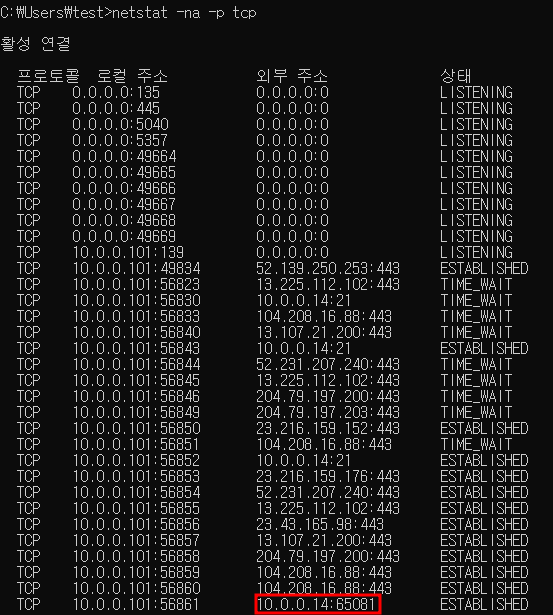 C:₩Users₩test>netstat -na -p tcp
활성 연결
프로토콜 로컬 주소 외부 주소 상태
TCP 0.0.0.0:135 0.0.0.0:0 LISTENING
TCP 0.0.0.0:445 0.0.0.0:0 LISTENING
TCP 0.0.0.0:5040 0.0.0.0:0 LISTENING
TCP 0.0.0.0:5357 0.0.0.0:0 LISTENING
TCP 0.0.0.0:49664 0.0.0.0:0 LISTENING
TCP 0.0.0.0:49665 0.0.0.0:0 LISTENING
TCP 0.0.0.0:49666 0.0.0.0:0 LISTENING
TCP 0.0.0.0:49667 0.0.0.0:0 LISTENING
TCP 0.0.0.0:49668 0.0.0.0:0 LISTENING
TCP 0.0.0.0:49669 0.0.0.0:0 LISTENING
TCP 10.0.0.101:139 0.0.0.0:0 LISTENING
TCP 10.0.0.101:49834 52.139.250.253:443 ESTABLISHED
TCP 10.0.0.101:56823 13.225.112.102:443 TIME_WAIT
TCP 10.0.0.101:56830 10.0.0.14:21 TIME_WAIT
TCP 10.0.0.101:56833 104.208.16.88:443 TIME_WAIT
TCP 10.0.0.101:56840 13.107.21.200:443 TIME_WAIT
TCP 10.0.0.101:56843 10.0.0.14:21 ESTABLISHED
TCP 10.0.0.101:56844 52.231.207.240:443 TIME_WAIT
TCP 10.0.0.101:56845 13.225.112.102:443 TIME_WAIT
TCP 10.0.0.101:56846 204.79.197.200:443 TIME_WAIT
TCP 10.0.0.101:56849 204.79.197.203:443 TIME_WAIT
TCP 10.0.0.101:56850 23.216.159.152:443 ESTABLISHED
TCP 10.0.0.101:56851 104.208.16.88:443 TIME_WAIT
TCP 10.0.0.101:56852 10.0.0.14:21 ESTABLISHED
TCP 10.0.0.101:56853 23.216.159.176:443 ESTABLISHED
TCP 10.0.0.101:56854 52.231.207.240:443 ESTABLISHED
TCP 10.0.0.101:56855 13.225.112.102:443 ESTABLISHED
TCP 10.0.0.101:56856 23.43.165.98:443 ESTABLISHED
TCP 10.0.0.101:56857 13.107.21.200:443 ESTABLISHED
TCP 10.0.0.101:56858 204.79.197.200:443 ESTABLISHED
TCP 10.0.0.101:56859 104.208.16.88:443 ESTABLISHED
TCP 10.0.0.101:56860 104.208.16.88:443 ESTABLISHED
TCP 10.0.0.101:56861 10.0.0.14:65081 ESTABLISHED